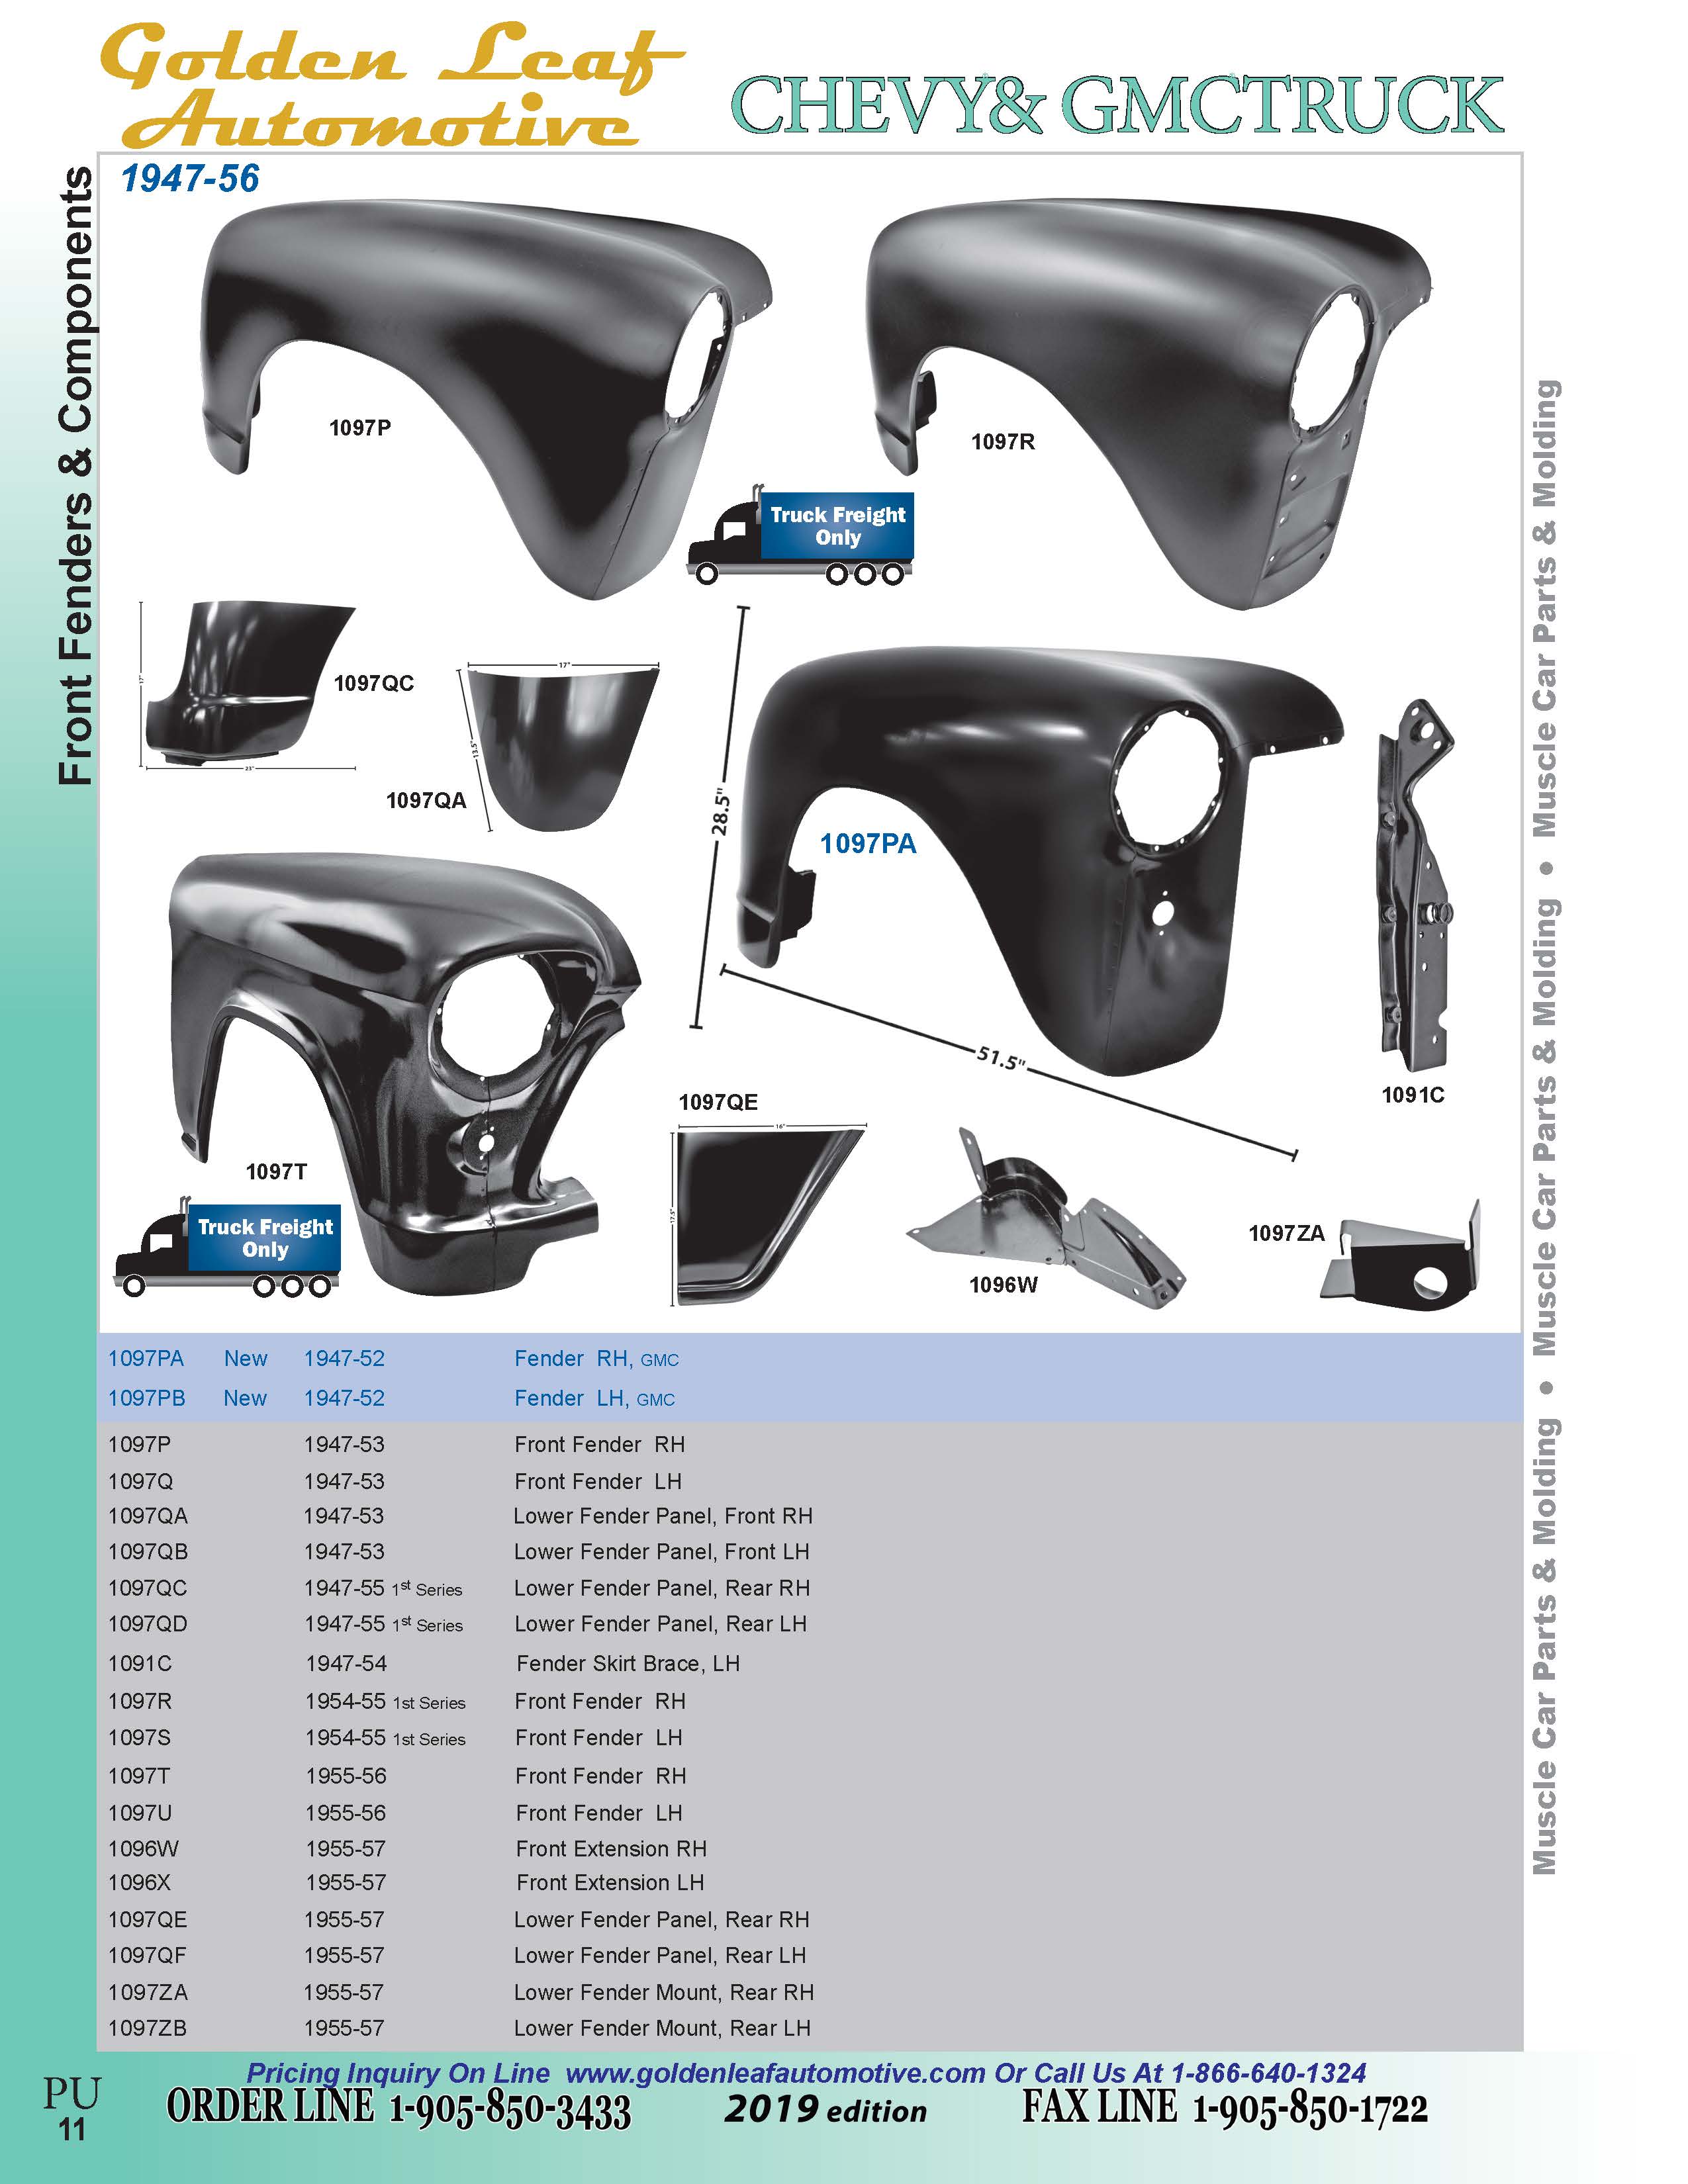 Golden Leaf
Automotive
CHEVY& GMCTRUCK
Front Fenders & Components
1947-56
1097P
1097R
Truck Freight
Only
17"
1097QC
23"
17"
13.5"
1097QA
28.5"
1097PA
51.5"
1091C
1097T
Truck Freight
Only
1097QE
16"
17.5"
1096W
1097ZA
1097PA New 1947-52 Fender RH, GMC
1097PB New 1947-52 Fender LH, GMC
1097P 1947-53 Front Fender RH
1097Q 1947-53 Front Fender LH
1097QA 1947-53 Lower Fender Panel, Front RH
1097QB 1947-53 Lower Fender Panel, Front LH
1097QC 1947-55 1st Series Lower Fender Panel, Rear RH
1097QD 1947-55 1st Series Lower Fender Panel, Rear LH
1091C 1947-54 Fender Skirt Brace, LH
1097R 1954-55 1st Series Front Fender RH
1097S 1954-55 1st Series Front Fender LH
1097T 1955-56 Front Fender RH
1097U 1955-56 Front Fender LH
1096W 1955-57 Front Extension RH
1096X 1955-57 Front Extension LH
1097QE 1955-57 Lower Fender Panel, Rear RH
1097QF 1955-57 Lower Fender Panel, Rear LH
1097ZA 1955-57 Lower Fender Mount, Rear RH
1097ZB 1955-57 Lower Fender Mount, Rear LH
Muscle Car Parts & Molding • Muscle Car Parts & Molding • Muscle Car Parts & Molding
Pricing Inquiry On Line www.goldenleafautomotive.com Or Call Us At 1-866-640-1324
PU
11
ORDER LINE 1-905-850-3433 2019 edition FAX LINE 1-905-850-1722